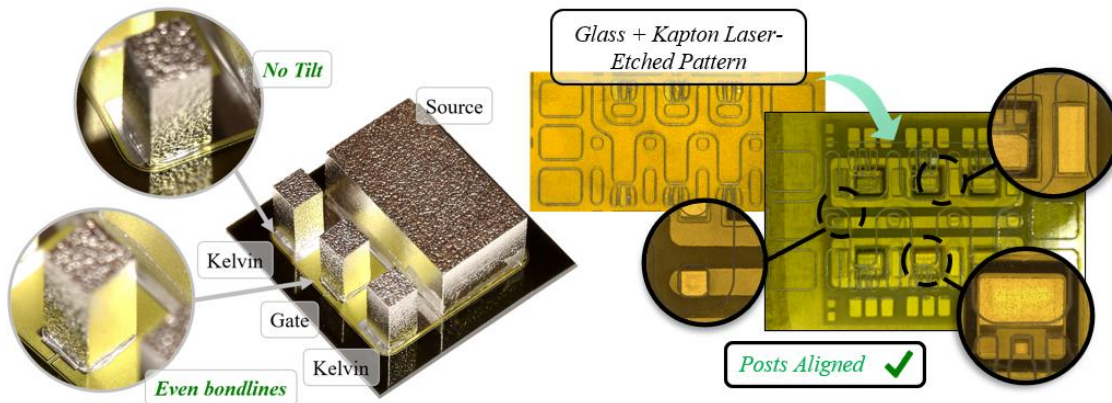 No Tilt
Source
Kelvin
Gate
Kelvin
Even bondlines
Glass + Kapton Laser-
Etched Pattern
Posts Aligned